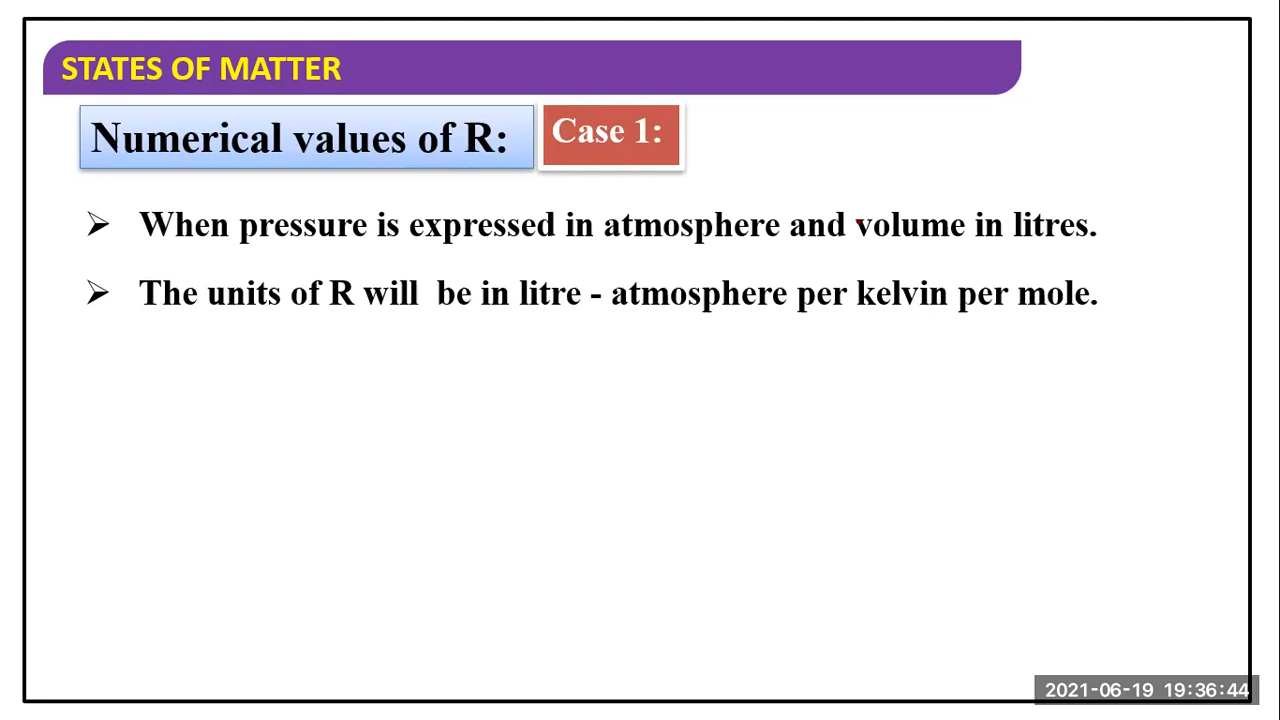 STATES OF MATTER
Numerical values of R:
Case 1:
When pressure is expressed in atmosphere and volume in litres.
The units of R will be in litre - atmosphere per kelvin per mole.
2021-06-19 19:36:44